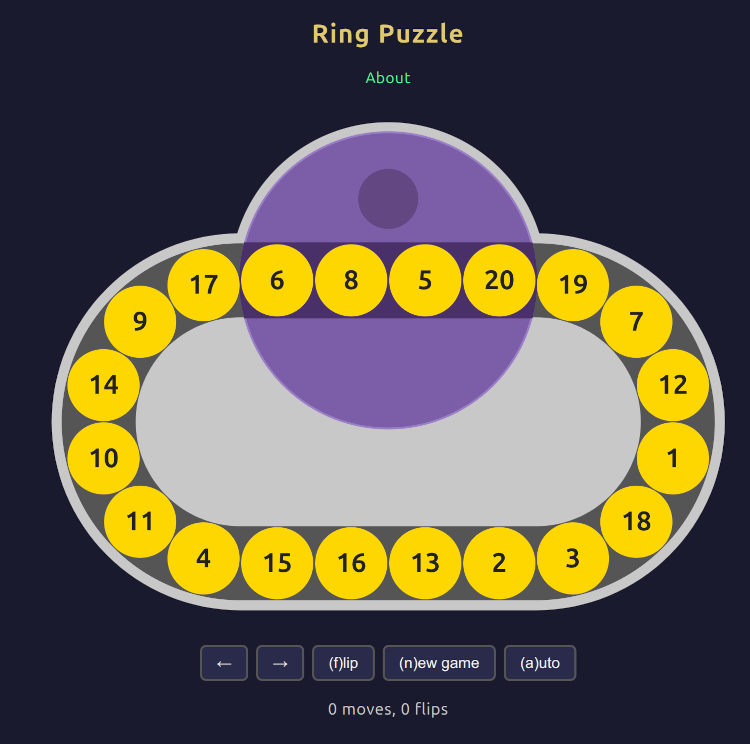 Ring Puzzle
About
6 8 5 20
17 19
9 7
14 12
10 1
11 18
4 3
15 16 13 2
← → (f)lip (n)ew game (a)uto
0 moves, 0 flips